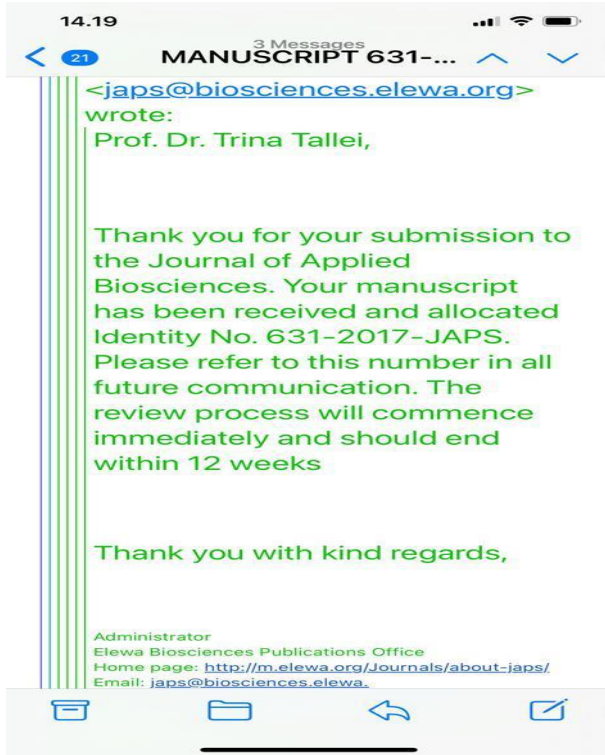 14.19
21
3 Messages
MANUSCRIPT 631-...
<japs@biosciences.elewa.org>
wrote:
Prof. Dr. Trina Tallei,
Thank you for your submission to
the Journal of Applied
Biosciences. Your manuscript
has been received and allocated
Identity No. 631-2017-JAPS.
Please refer to this number in all
future communication. The
review process will commence
immediately and should end
within 12 weeks
Thank you with kind regards,
Administrator
Elewa Biosciences Publications Office
Home page: http://m.elewa.org/Journals/about-japs/
Email: japs@biosciences.elewa.